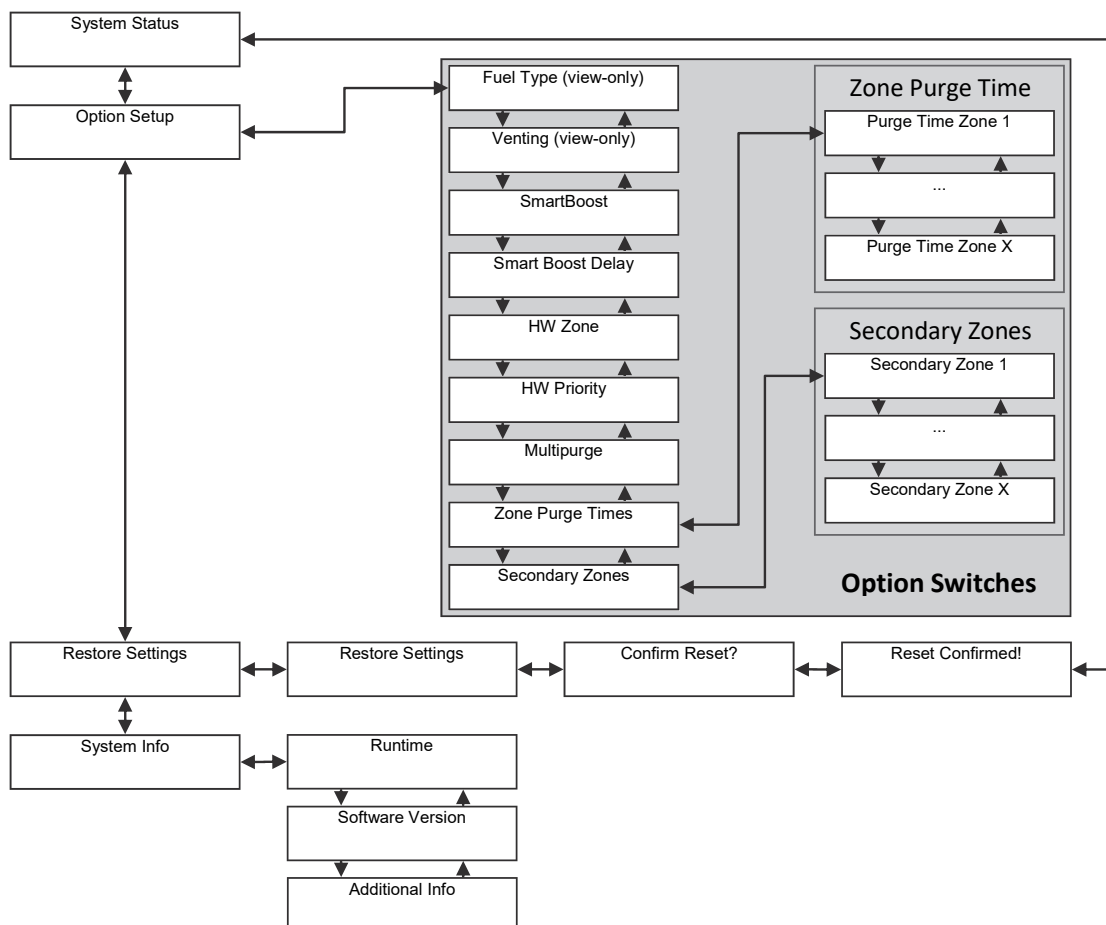 System Status
Option Setup
Fuel Type (view-only)
Venting (view-only)
SmartBoost
Smart Boost Delay
HW Zone
HW Priority
Multipurge
Zone Purge Times
Secondary Zones
Zone Purge Time
Purge Time Zone 1
...
Purge Time Zone X
Secondary Zones
Secondary Zone 1
...
Secondary Zone X
Option Switches
Restore Settings
Restore Settings
Confirm Reset?
Reset Confirmed!
System Info
Runtime
Software Version
Additional Info